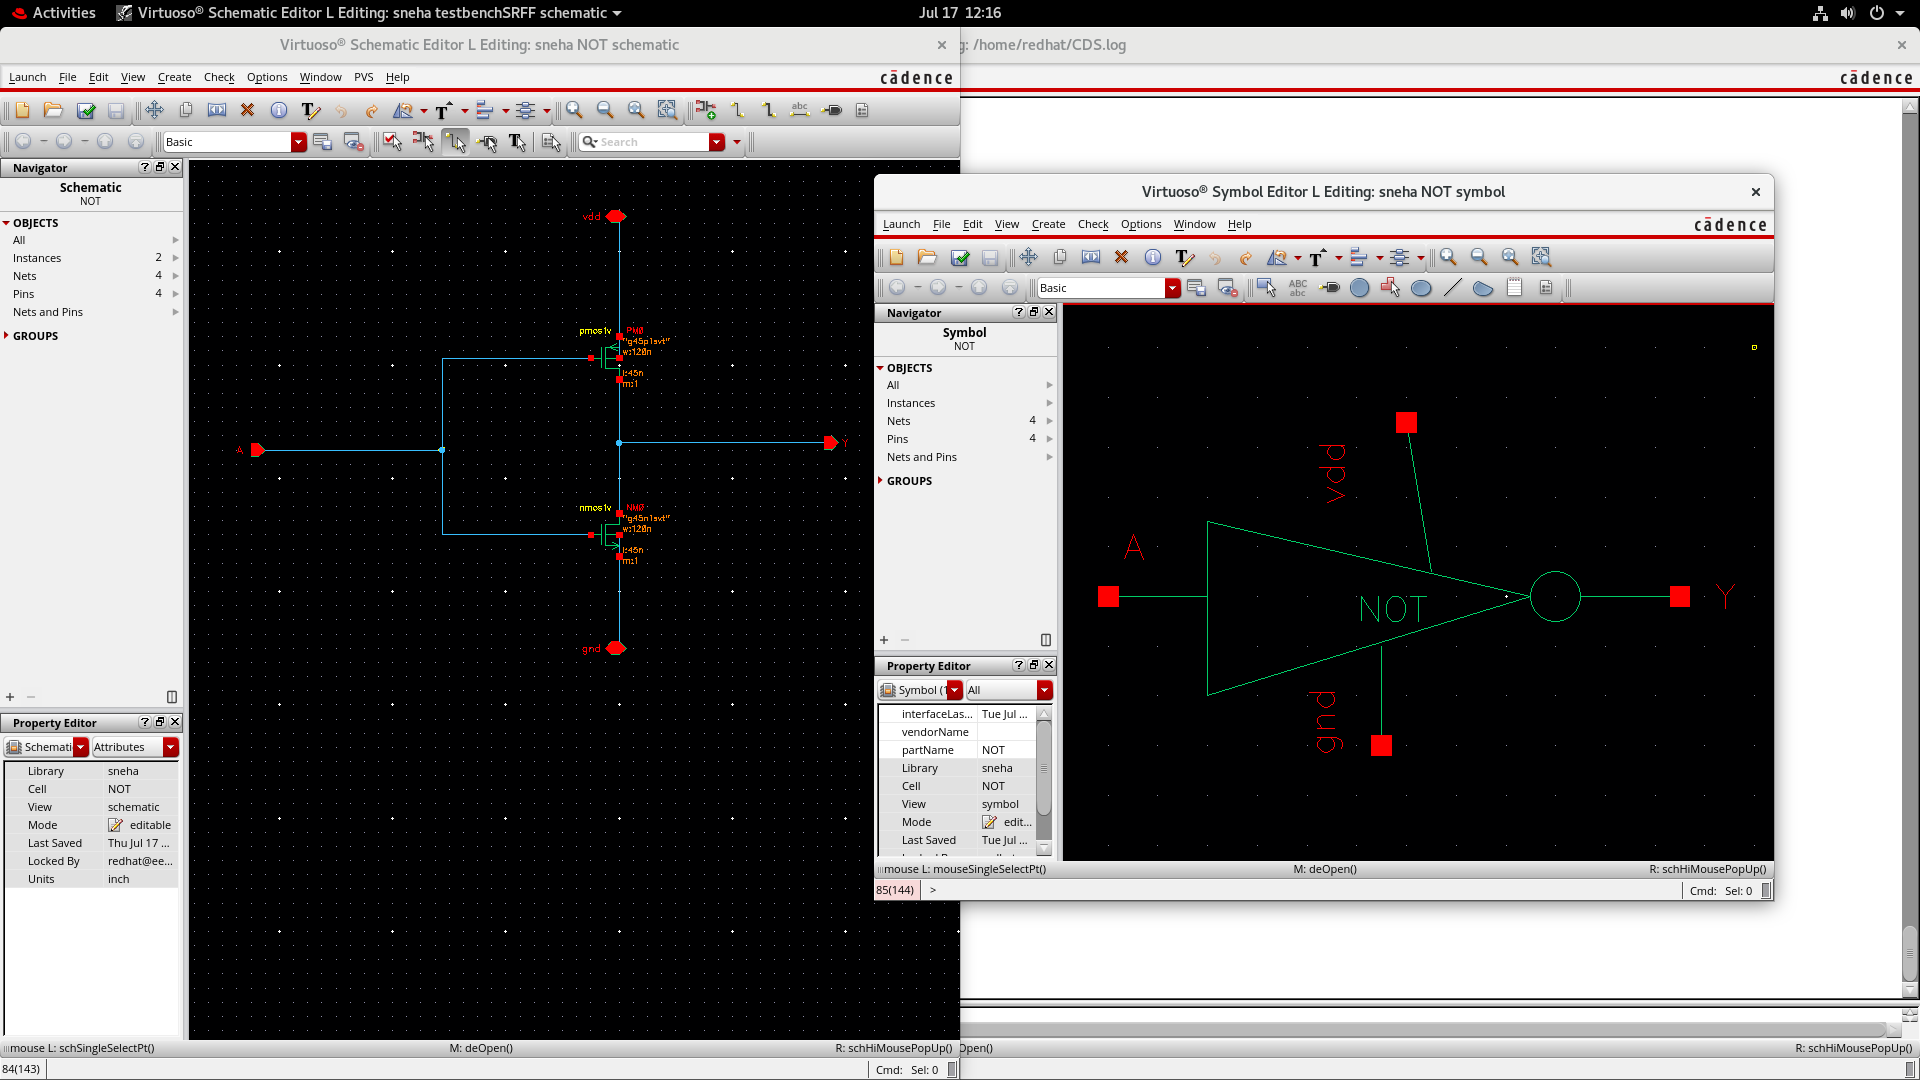 Activities
Virtuoso® Schematic Editor L Editing: sneha testbenchSRFF schematic
Jul 17 12:16
Virtuoso® Schematic Editor L Editing: sneha NOT schematic
g: /home/redhat/CDS.log
Launch File Edit View Create Check Options Window PVS Help
cādence
cādence
Basic
Search
Navigator
Schematic
NOT
OBJECTS
All
Instances 2
Nets 4
Pins 4
Nets and Pins
GROUPS
Property Editor
Schemati Attributes
Library sneha
Cell NOT
View schematic
Mode editable
Last Saved Thu Jul 17 ...
Locked By redhat@ee...
Units inch
vdd
pmos1v PM0
"g45p1svt"
w:120n
l:45n
m:1
A
Y
nmos1v NM0
"g45n1svt"
w:120n
l:45n
m:1
gnd
mouse L: schSingleSelectPt() M: deOpen() R: schHiMousePopUp()
84(143) Cmd: Sel: 0
Open() R: schHiMousePopUp()
Virtuoso® Symbol Editor L Editing: sneha NOT symbol
Launch File Edit View Create Check Options Window Help
cādence
ABC
abc
abc
Basic
Navigator
Symbol
NOT
OBJECTS
All
Instances
Nets 4
Pins 4
Nets and Pins
GROUPS
Property Editor
Symbol (1 All
interfaceLas... Tue Jul ...
vendorName
partName NOT
Library sneha
Cell NOT
View symbol
Mode edit...
Last Saved Tue Jul ...
vdd
A
NOT
Y
gnd
mouse L: mouseSingleSelectPt() M: deOpen() R: schHiMousePopUp()
85(144) > Cmd: Sel: 0